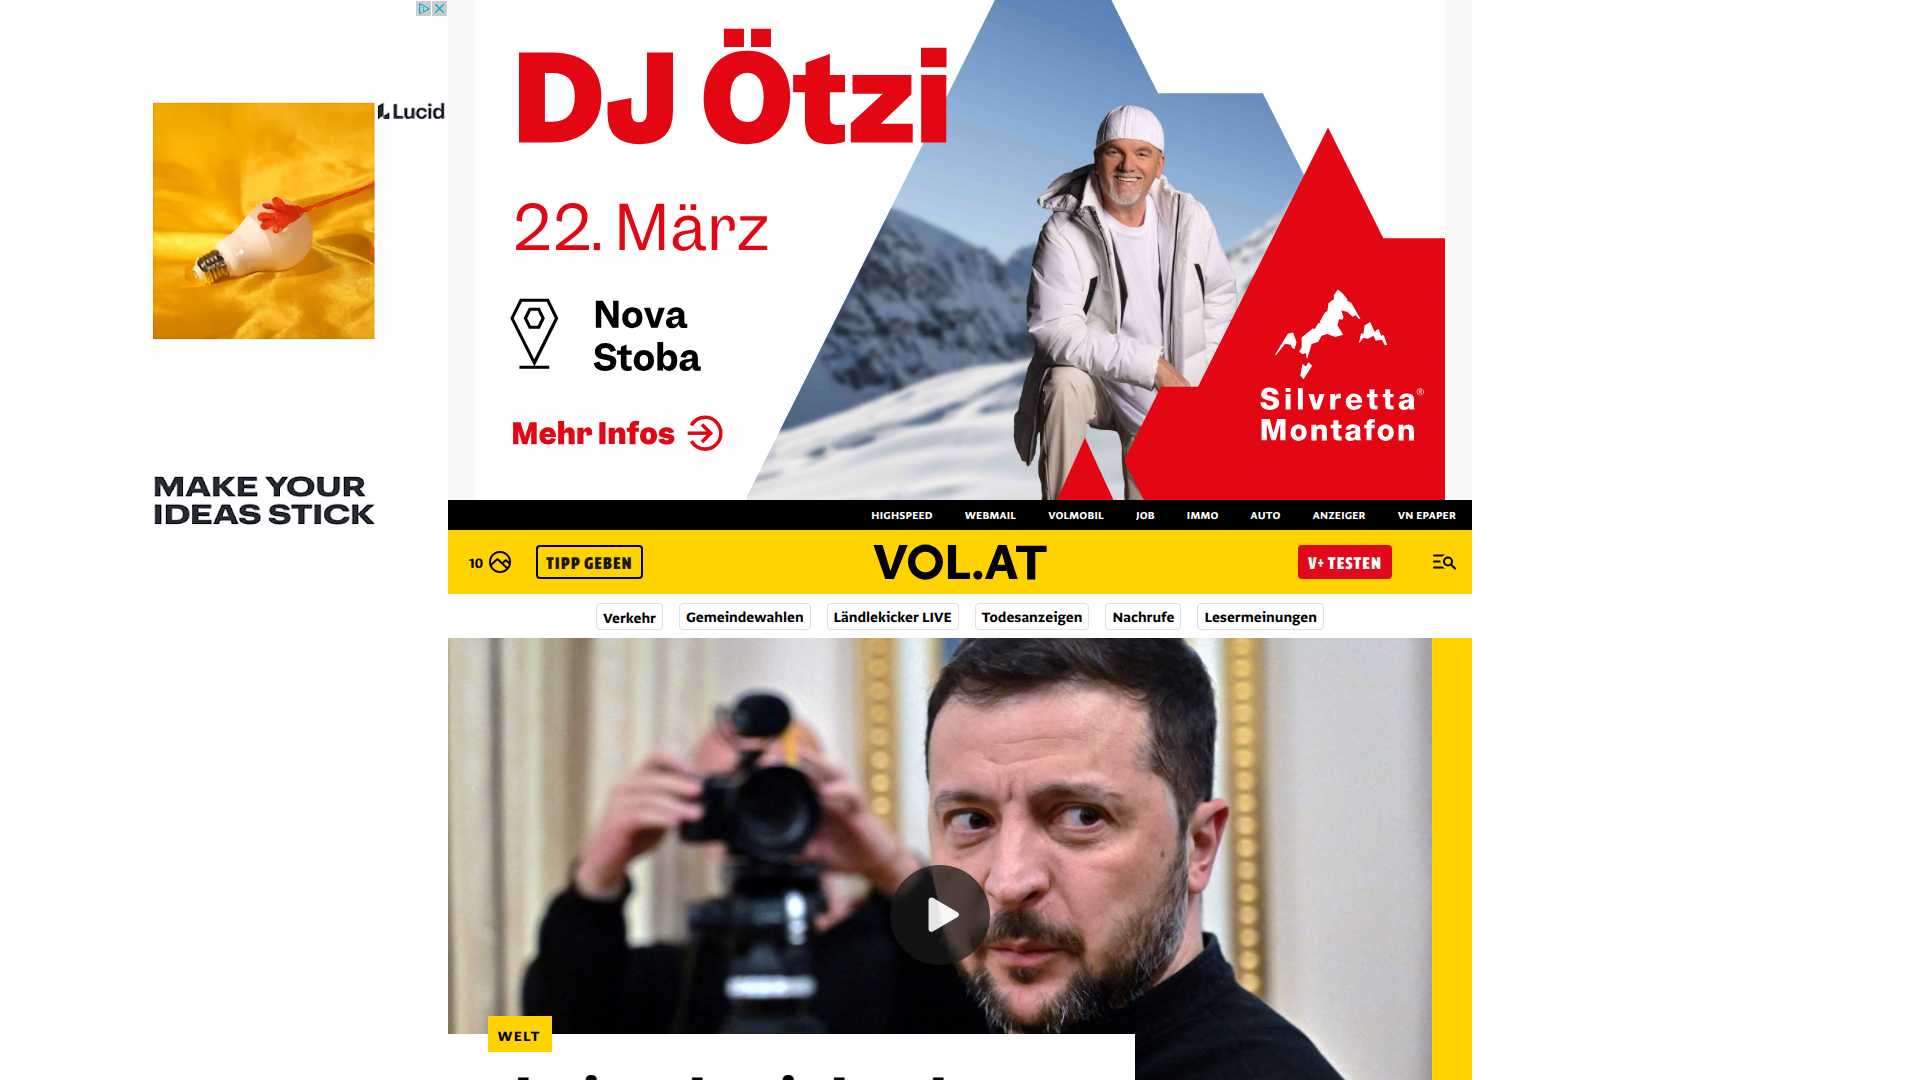 Lucid
MAKE YOUR
IDEAS STICK
DJ Ötzi
22. März
Nova
Stoba
Mehr Infos
Silvretta®
Montafon
HIGHSPEED WEBMAIL VOLMOBIL JOB IMMO AUTO ANZEIGER VN EPAPER
10 TIPP GEBEN VOL.AT V+ TESTEN
Verkehr Gemeindewahlen Ländlekicker LIVE Todesanzeigen Nachrufe Lesermeinungen
WELT